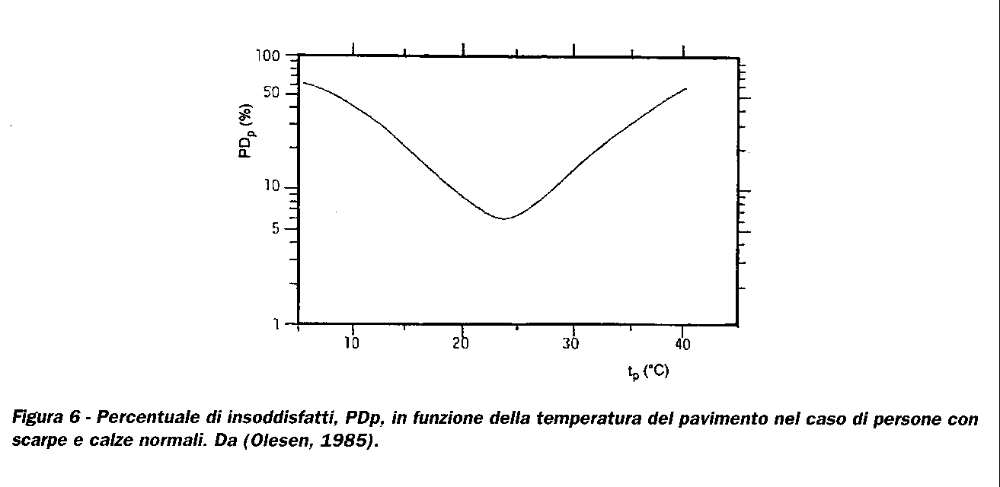 100
50
10
5
1
PDp (%)
10
20
30
40
tp (°C)
Figura 6 - Percentuale di insoddisfatti, PDp, in funzione della temperatura del pavimento nel caso di persone con
scarpe e calze normali. Da (Olesen, 1985).